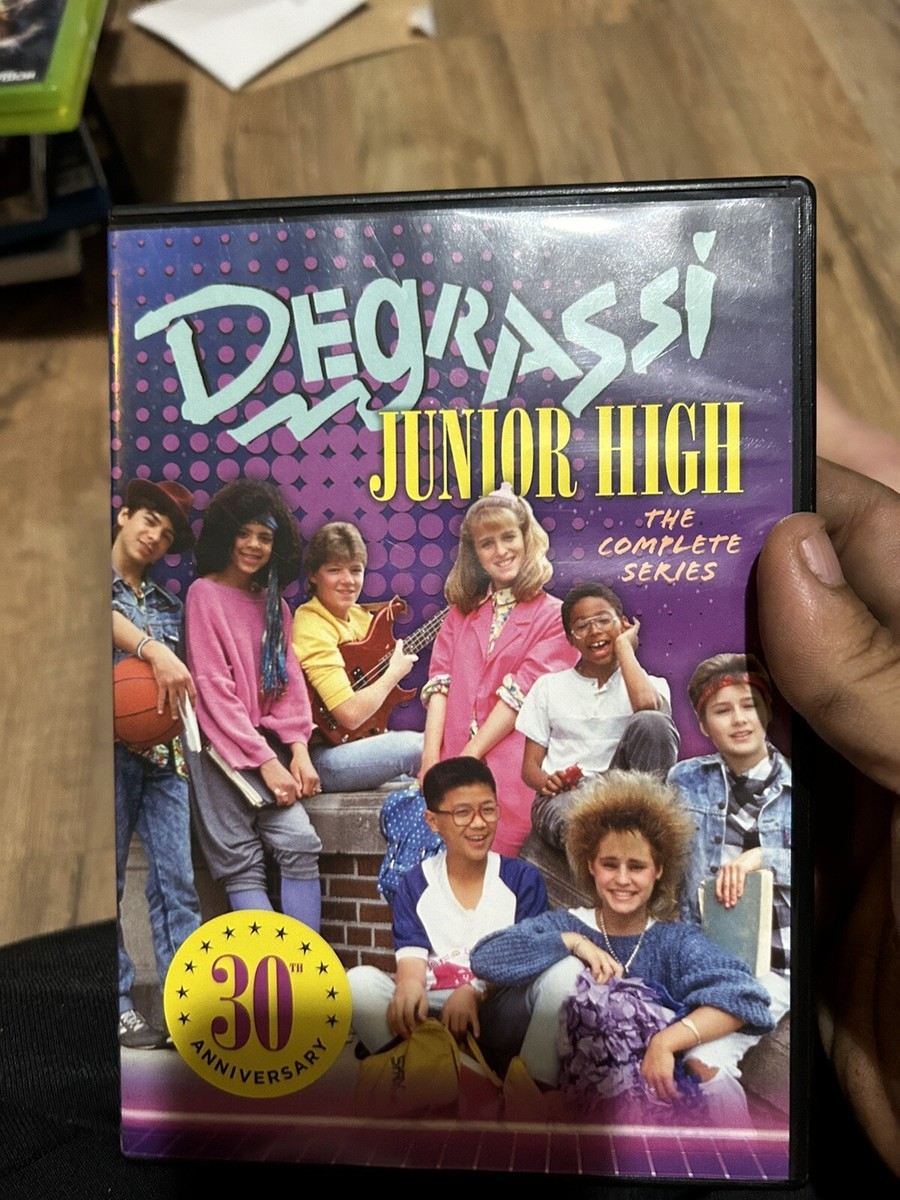 DEgRASSi
JUNIOR HIGH
THE
COMPLETE
SERIES
30TH
ANNIVERSARY